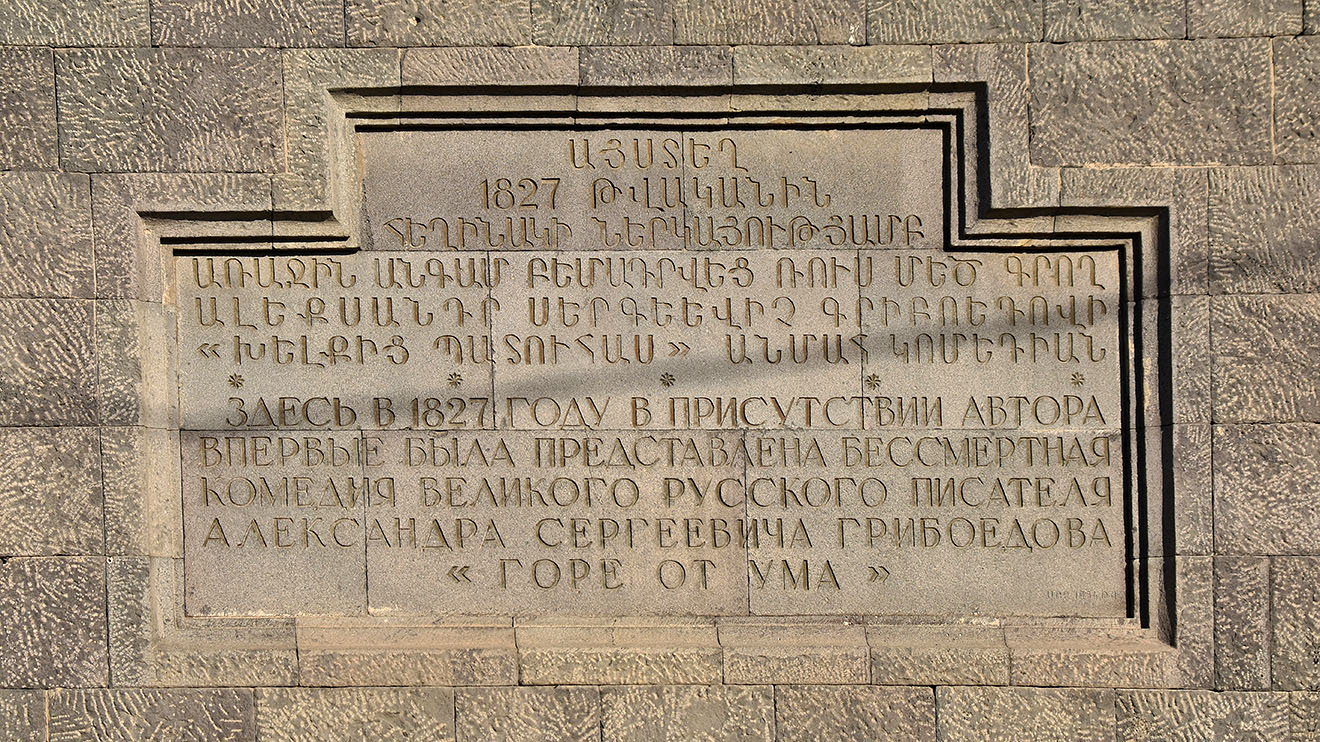 ԱՅՍՏԵՂ
1827 ԹՎԱԿԱՆԻՆ
ՀԵՂԻՆԱԿԻ ՆԵՐԿԱՅՈՒԹՅԱՄԲ
ԱՌԱՋԻՆ ԱՆԳԱՄ ԲԵՄԱԴՐՎԵՑ ՌՈՒՍ ՄԵԾ ԳՐՈՂ
ԱԼԵՔՍԱՆԴՐ ՍԵՐԳԵԵՎԻՉ ԳՐԻԲՈԵԴՈՎԻ
« ԽԵԼՔԻՑ ՊԱՏՈՒՀԱՍ » ԱՆՄԱՀ ԿՈՄԵԴԻԱՆ
ЗДЕСЬ В 1827 ГОДУ В ПРИСУТСТВИИ АВТОРА
ВПЕРВЫЕ БЫЛА ПРЕДСТАВЛЕНА БЕССМЕРТНАЯ
КОМЕДИЯ ВЕЛИКОГО РУССКОГО ПИСАТЕЛЯ
АЛЕКСАНДРА СЕРГЕЕВИЧА ГРИБОЕДОВА
« ГОРЕ ОТ УМА »